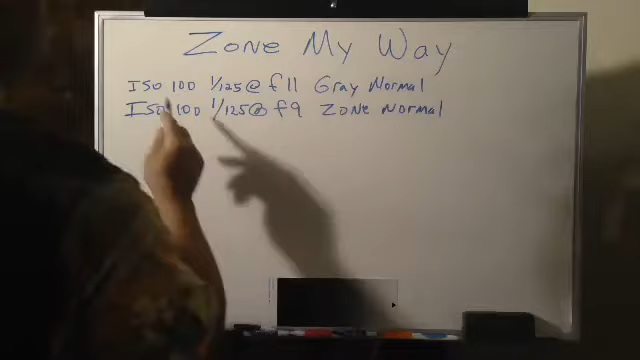 Zone My Way
ISO 100 1/125 @ f11 Gray Normal
ISO 100 1/125 @ f9 Zone Normal